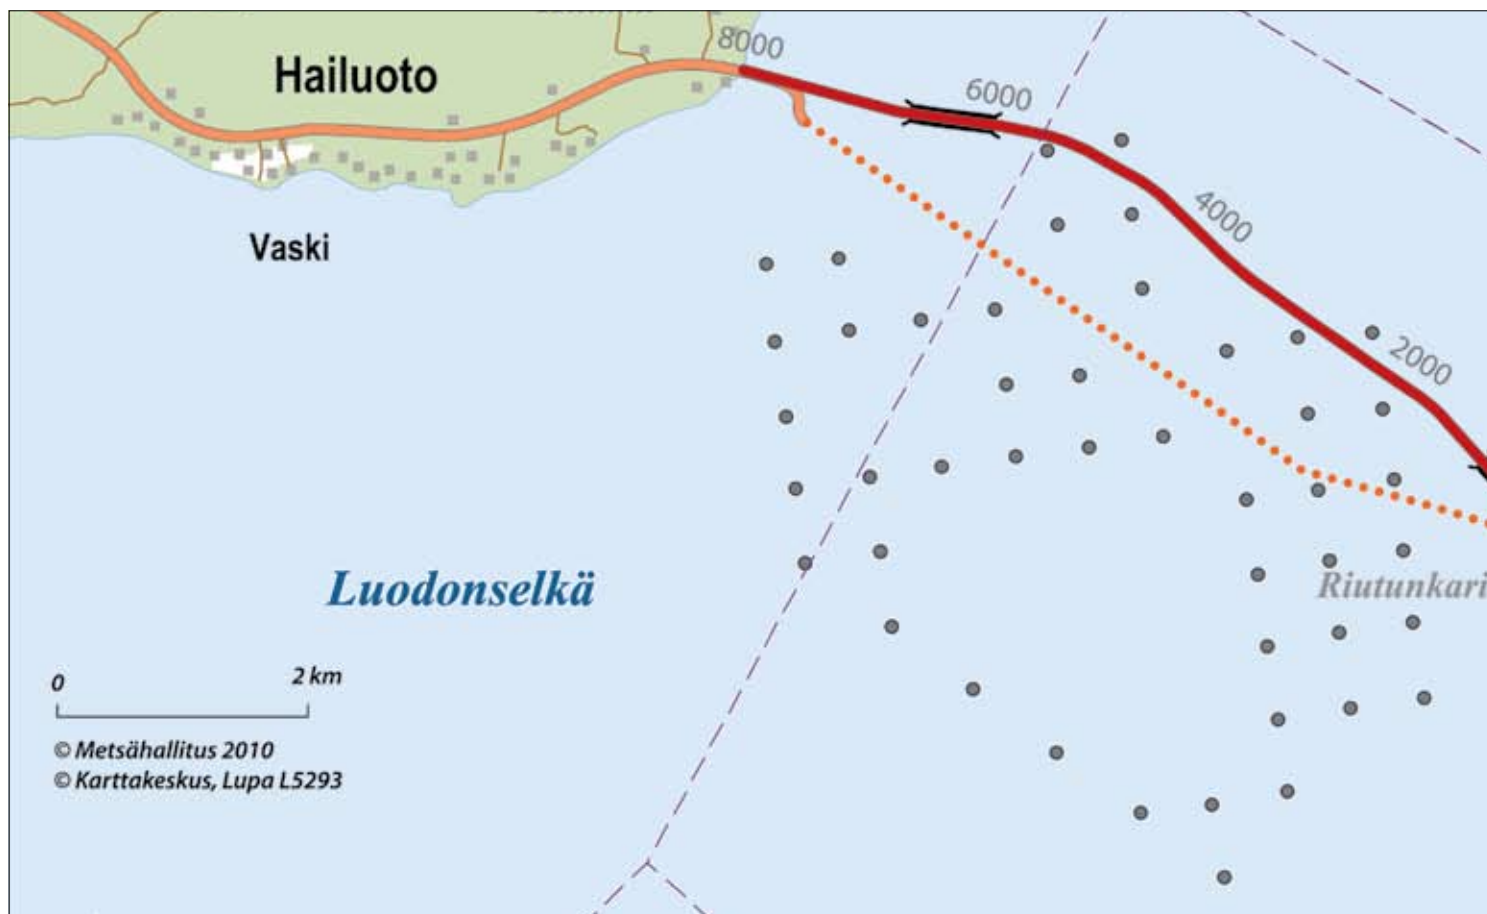 8000
Hailuoto
6000
4000
Vaski
2000
Luodonselkä
Riutunkari
0 2 km
© Metsähallitus 2010
© Karttakeskus, Lupa L5293